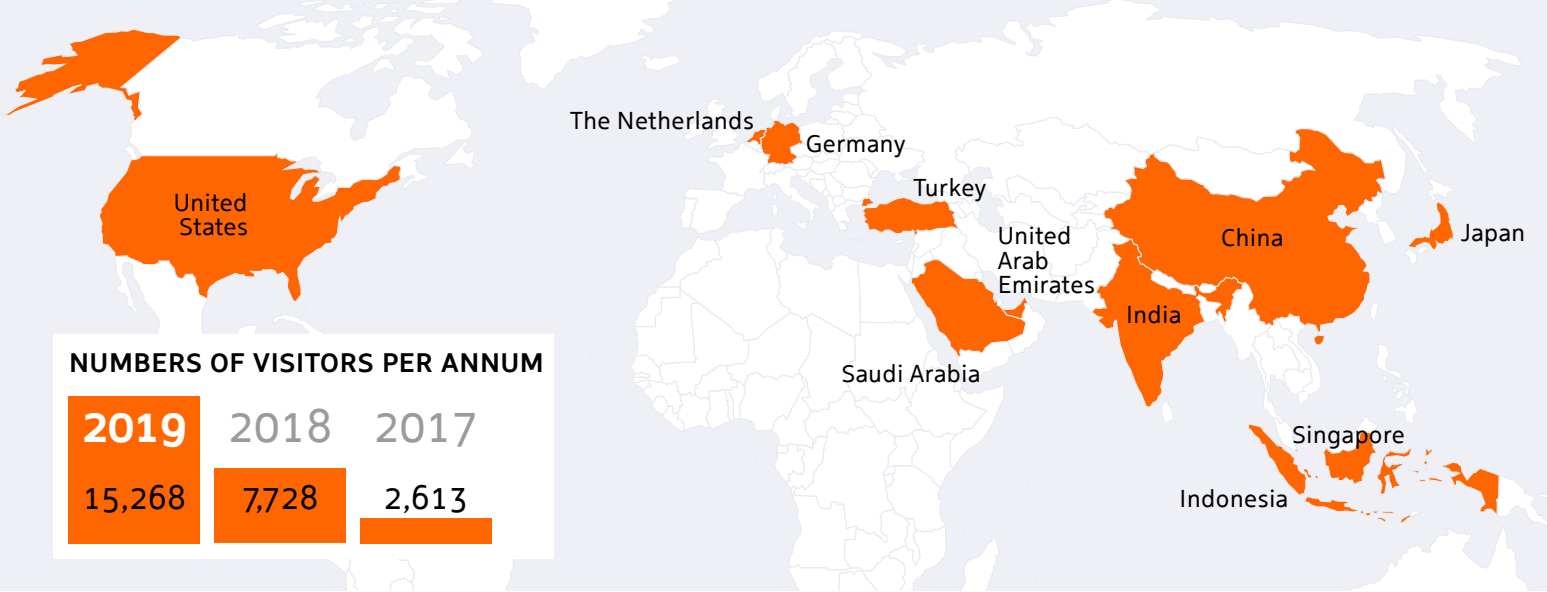 The Netherlands
Germany
Turkey
United
States
United
Arab
Emirates
China
Japan
India
Saudi Arabia
Singapore
Indonesia
NUMBERS OF VISITORS PER ANNUM
2019 2018 2017
15,268 7,728 2,613